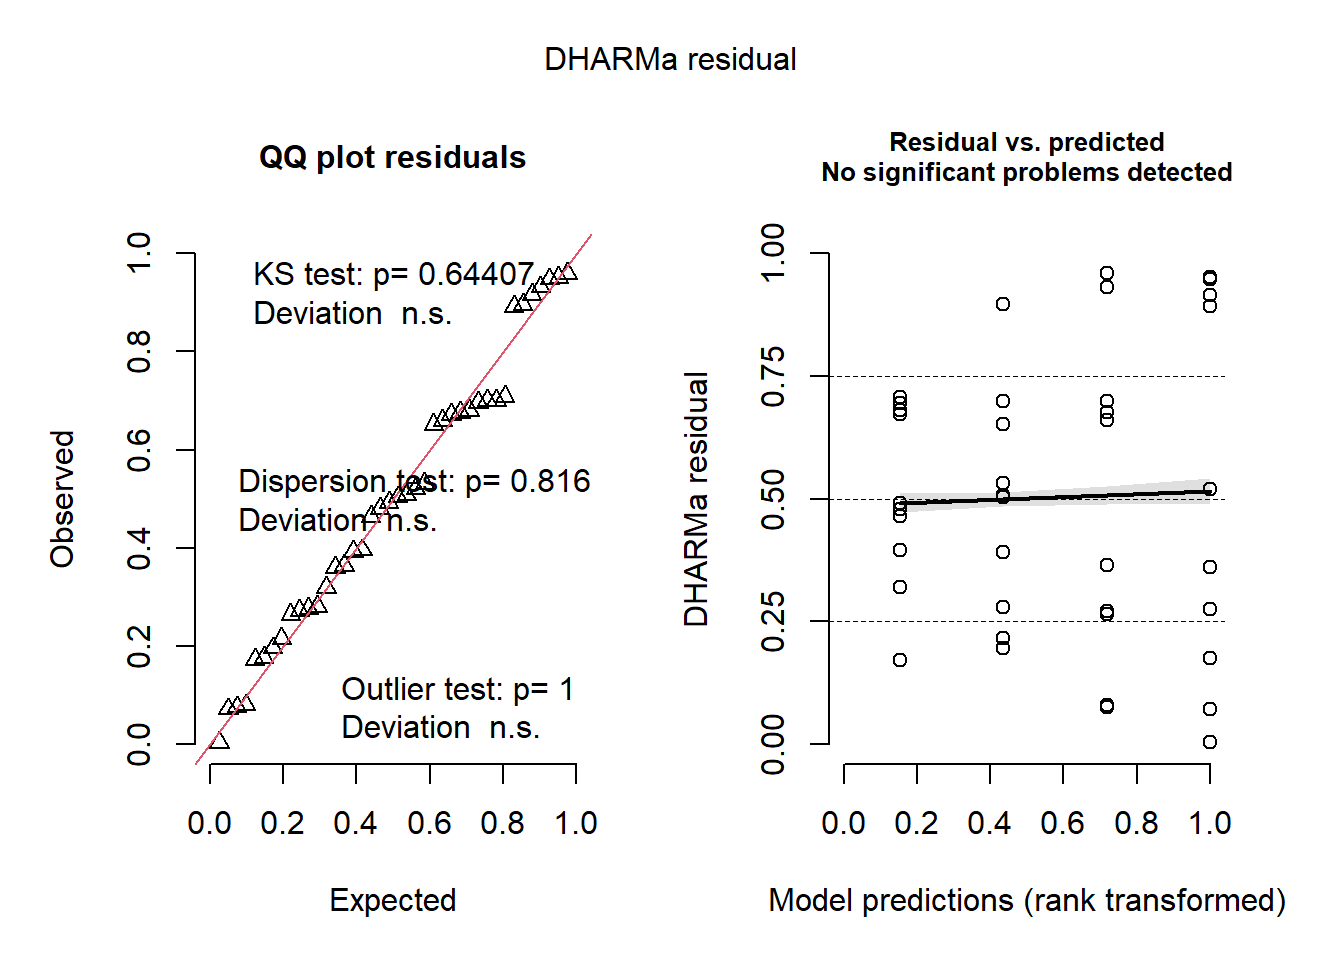 DHARMa residual
QQ plot residuals
KS test: p= 0.64407
Deviation  n.s.
Dispersion test: p= 0.816
Deviation  n.s.
Outlier test: p= 1
Deviation  n.s.
Observed
0.0 0.2 0.4 0.6 0.8 1.0
0.0 0.2 0.4 0.6 0.8 1.0
Expected
Residual vs. predicted
No significant problems detected
DHARMa residual
0.00 0.25 0.50 0.75 1.00
0.0 0.2 0.4 0.6 0.8 1.0
Model predictions (rank transformed)